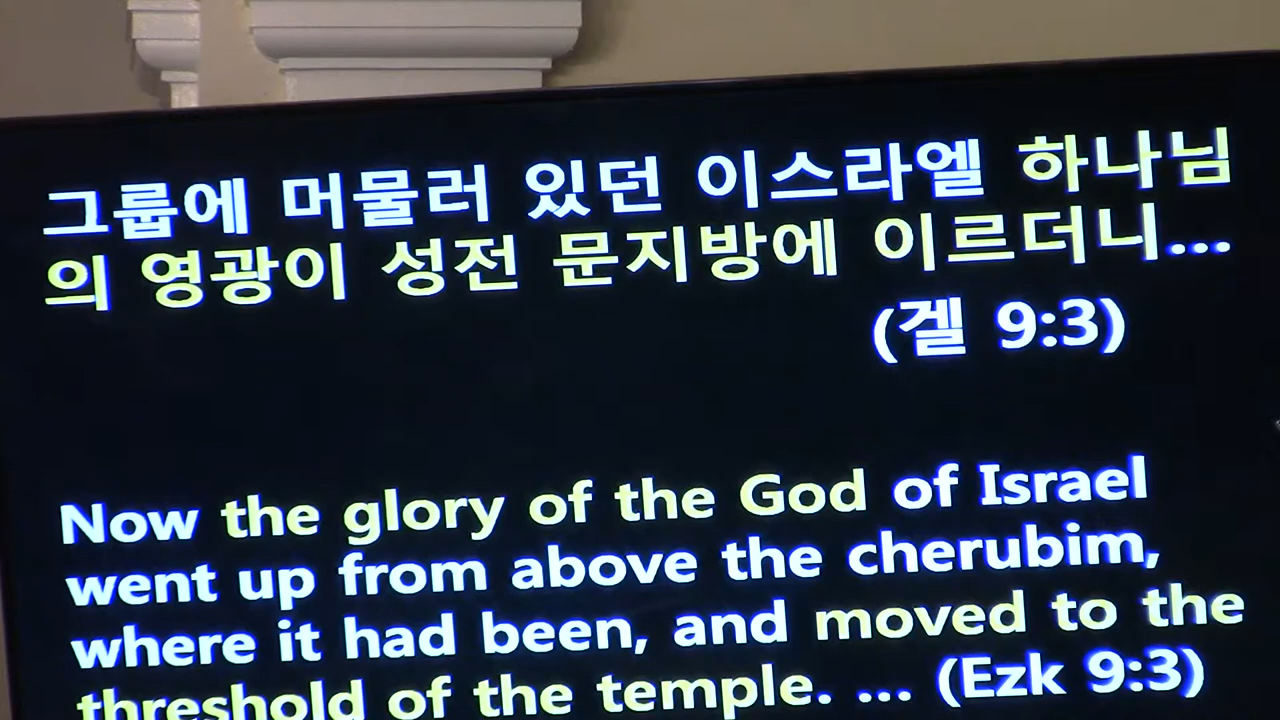 그룹에 머물러 있던 이스라엘 하나님
의 영광이 성전 문지방에 이르더니...
(겔 9:3)
Now the glory of the God of Israel
went up from above the cherubim,
where it had been, and moved to the
threshold of the temple. ... (Ezk 9:3)